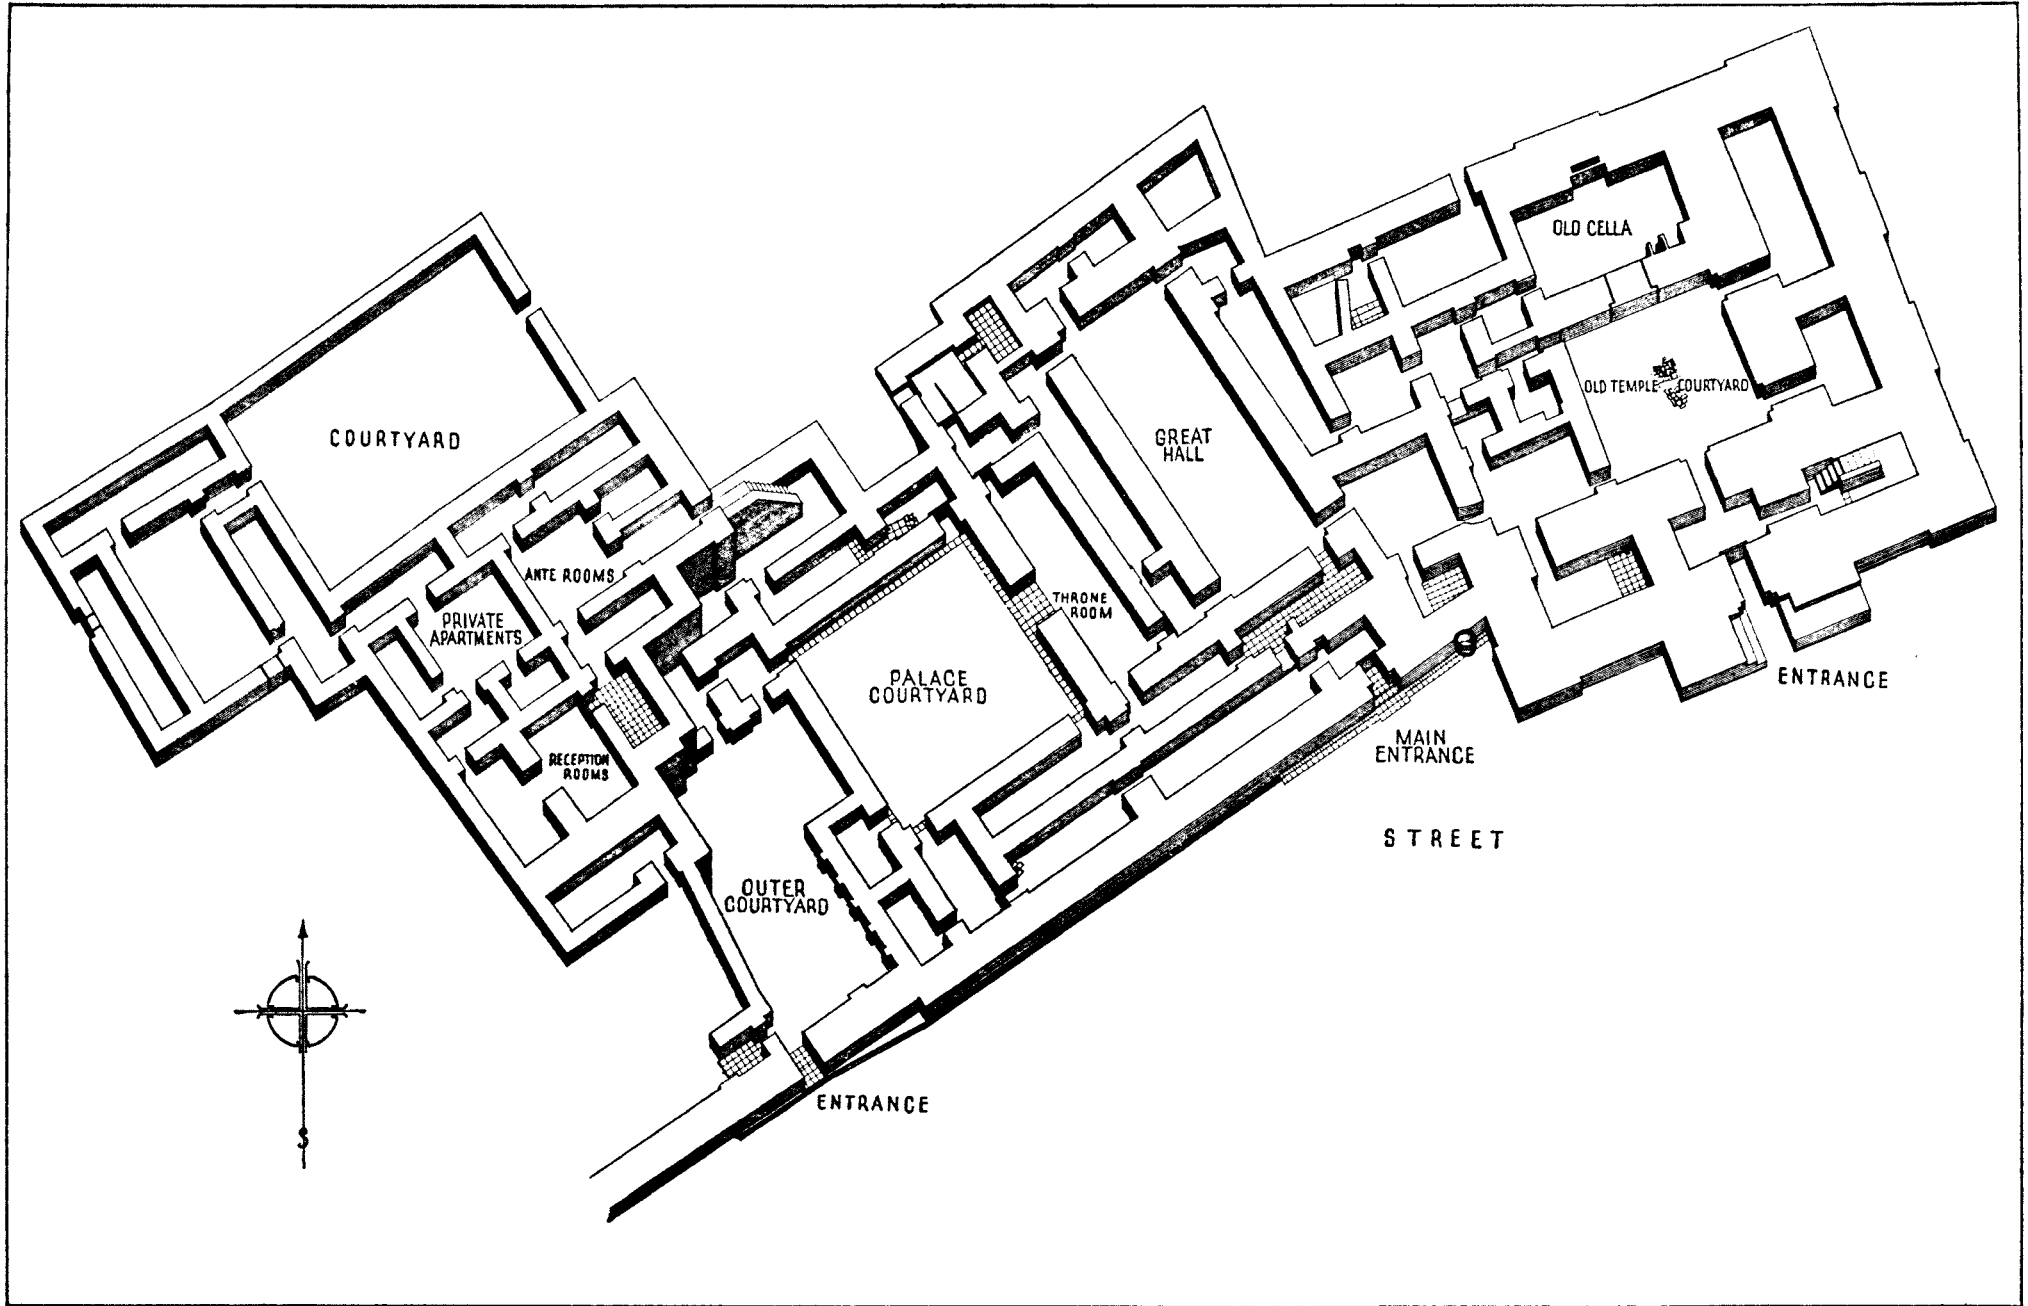 OLD CELLA
OLD TEMPLE COURTYARD
COURTYARD
GREAT
HALL
ANTE ROOMS
THRONE
ROOM
PRIVATE
APARTMENTS
PALACE
COURTYARD
ENTRANCE
RECEPTION
ROOMS
MAIN
ENTRANCE
STREET
OUTER
COURTYARD
ENTRANCE
S